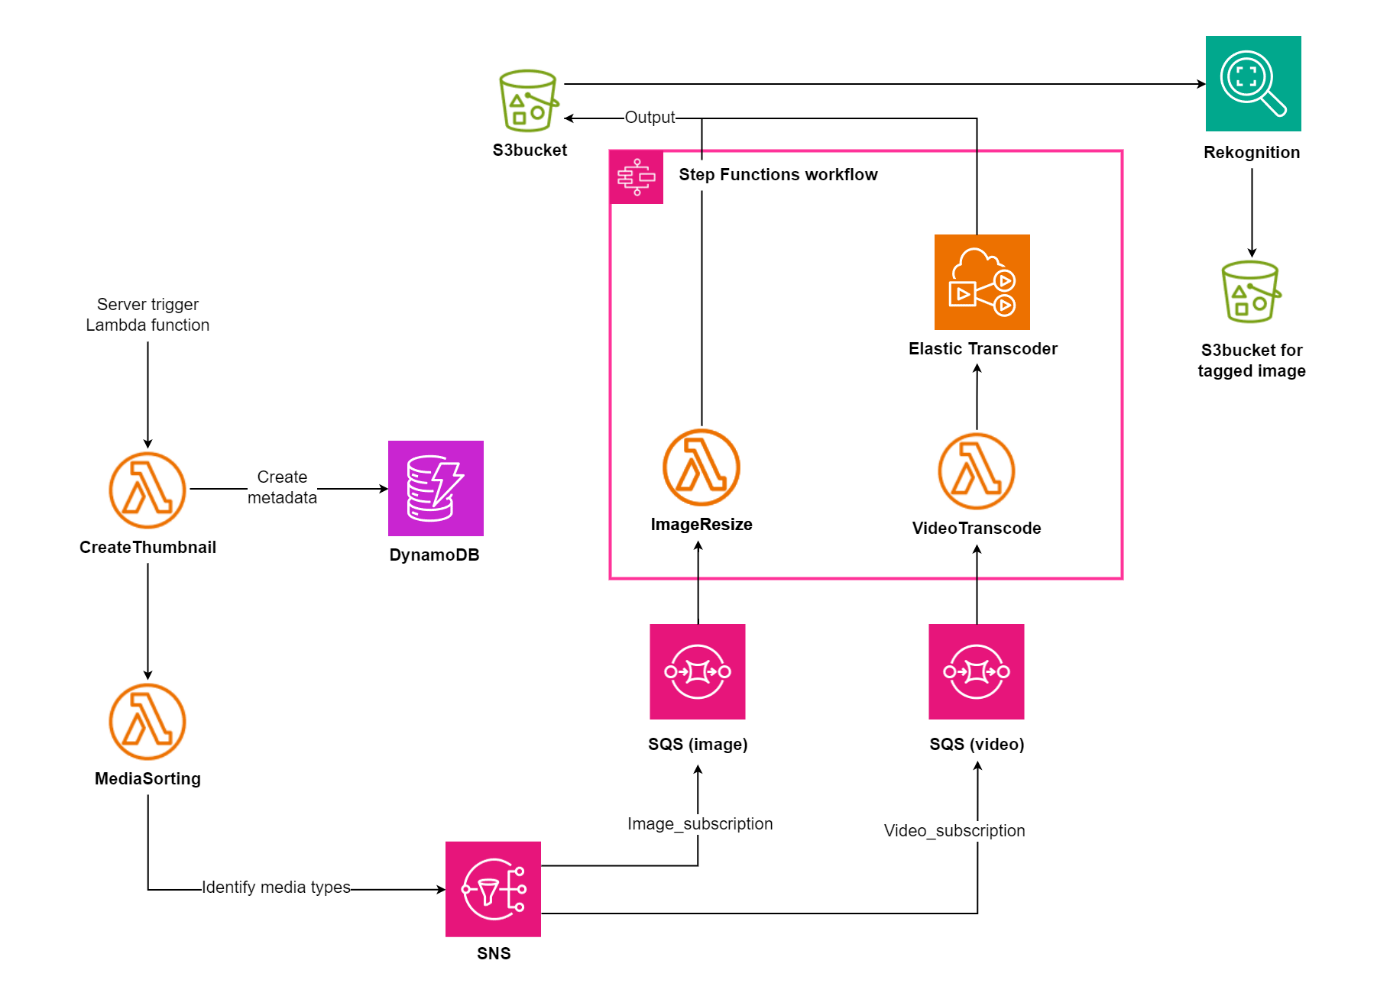 S3bucket
Output
Rekognition
Step Functions workflow
Server trigger
Lambda function
Elastic Transcoder
S3bucket for
tagged image
Create
metadata
CreateThumbnail
DynamoDB
ImageResize
VideoTranscode
MediaSorting
SQS (image)
SQS (video)
Image_subscription
Video_subscription
Identify media types
SNS